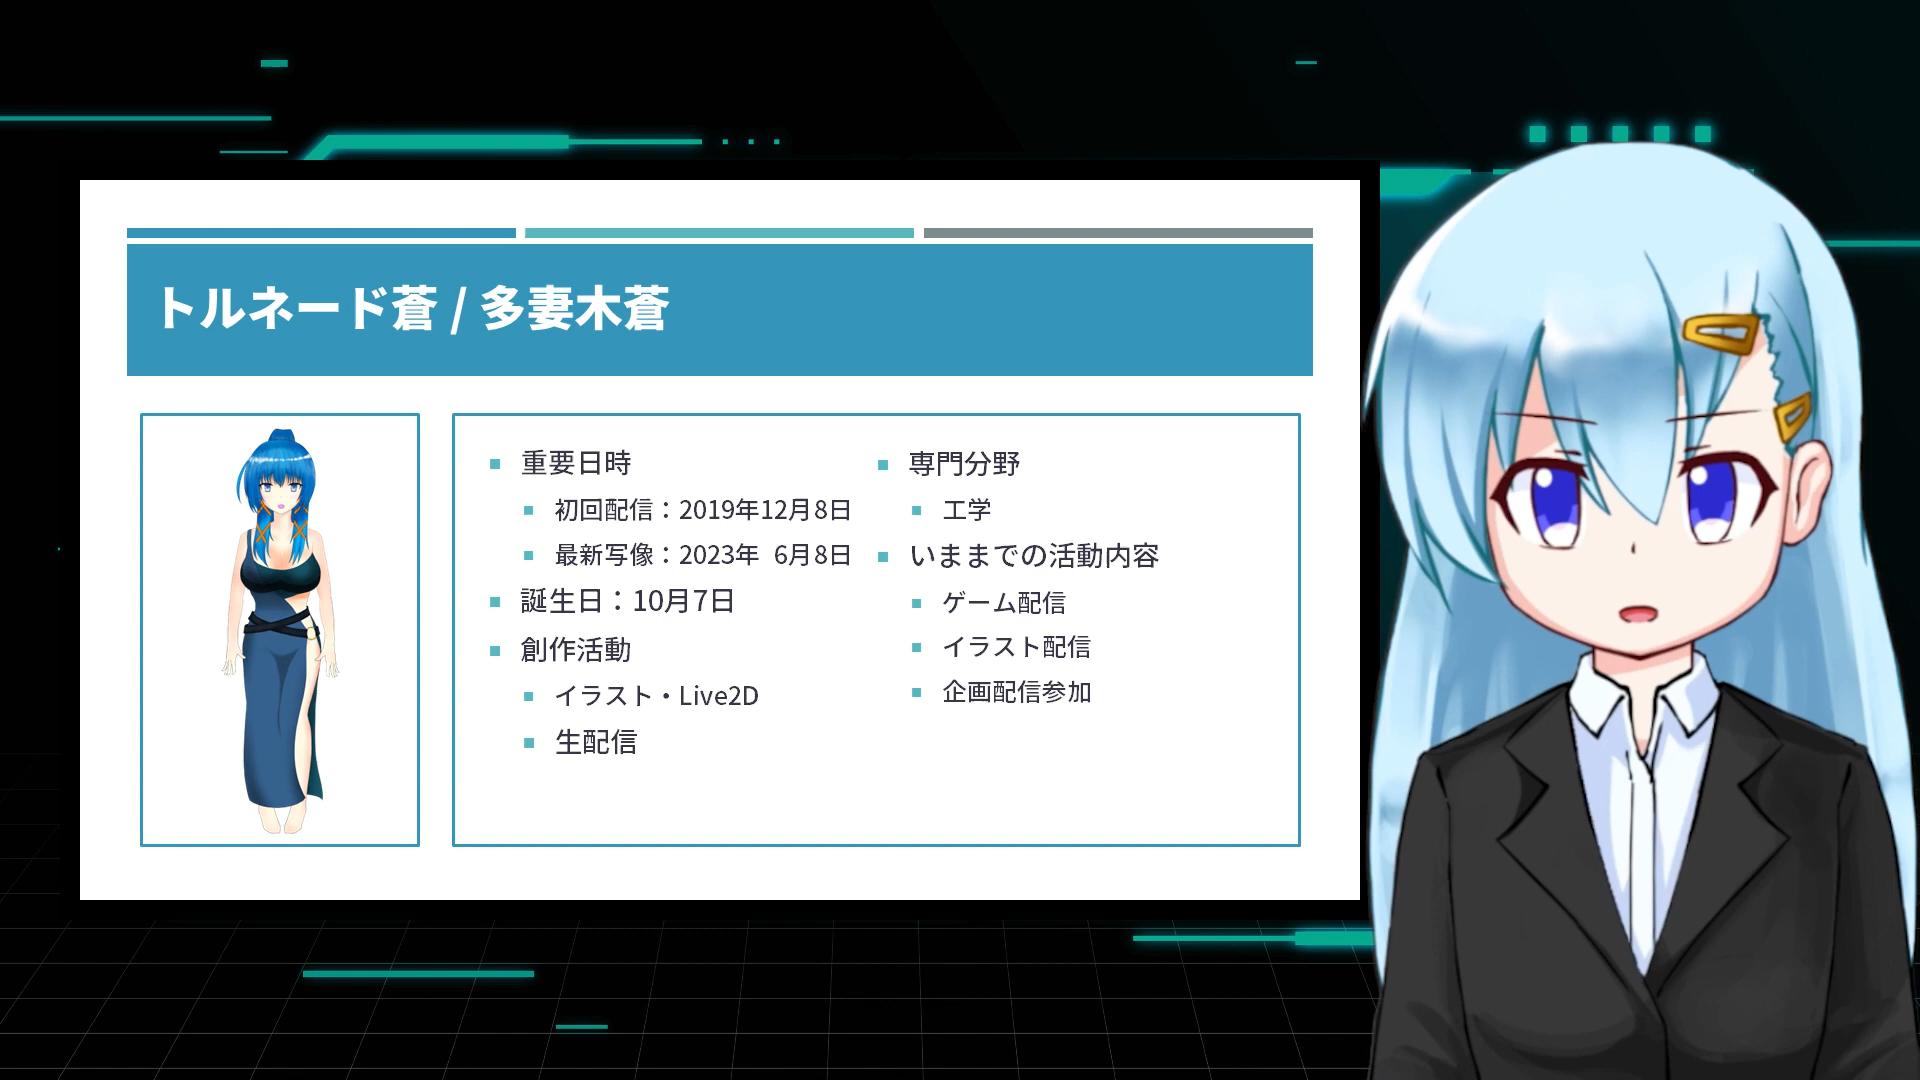 トルネード蒼 / 多妻木蒼
重要日時
初回配信：2019年12月8日
最新写像：2023年 6月8日
誕生日：10月7日
創作活動
イラスト・Live2D
生配信
専門分野
工学
いままでの活動内容
ゲーム配信
イラスト配信
企画配信参加